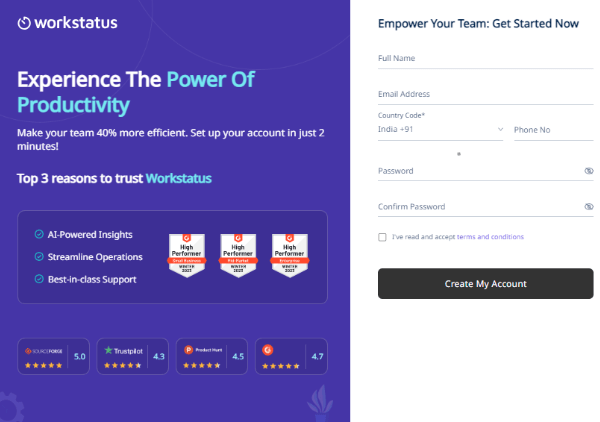 workstatus
Experience The Power Of
Productivity
Make your team 40% more efficient. Set up your account in just 2
minutes!
Top 3 reasons to trust Workstatus
AI-Powered Insights
Streamline Operations
Best-in-class Support
High
Performer
Small Business
WINTER
2023
High
Performer
Mid-Market
WINTER
2023
High
Performer
Enterprise
WINTER
2023
SOURCEFORGE
5.0
Trustpilot
4.3
Product Hunt
4.5
4.7
Empower Your Team: Get Started Now
Full Name
Email Address
Country Code*
India +91
Phone No
*
Password
Confirm Password
I've read and accept terms and conditions
Create My Account